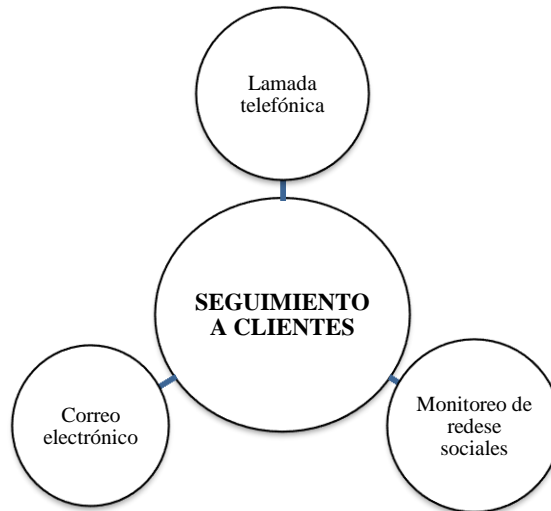 Lamada
telefónica
SEGUIMIENTO
A CLIENTES
Correo
electrónico
Monitoreo de
redese
sociales